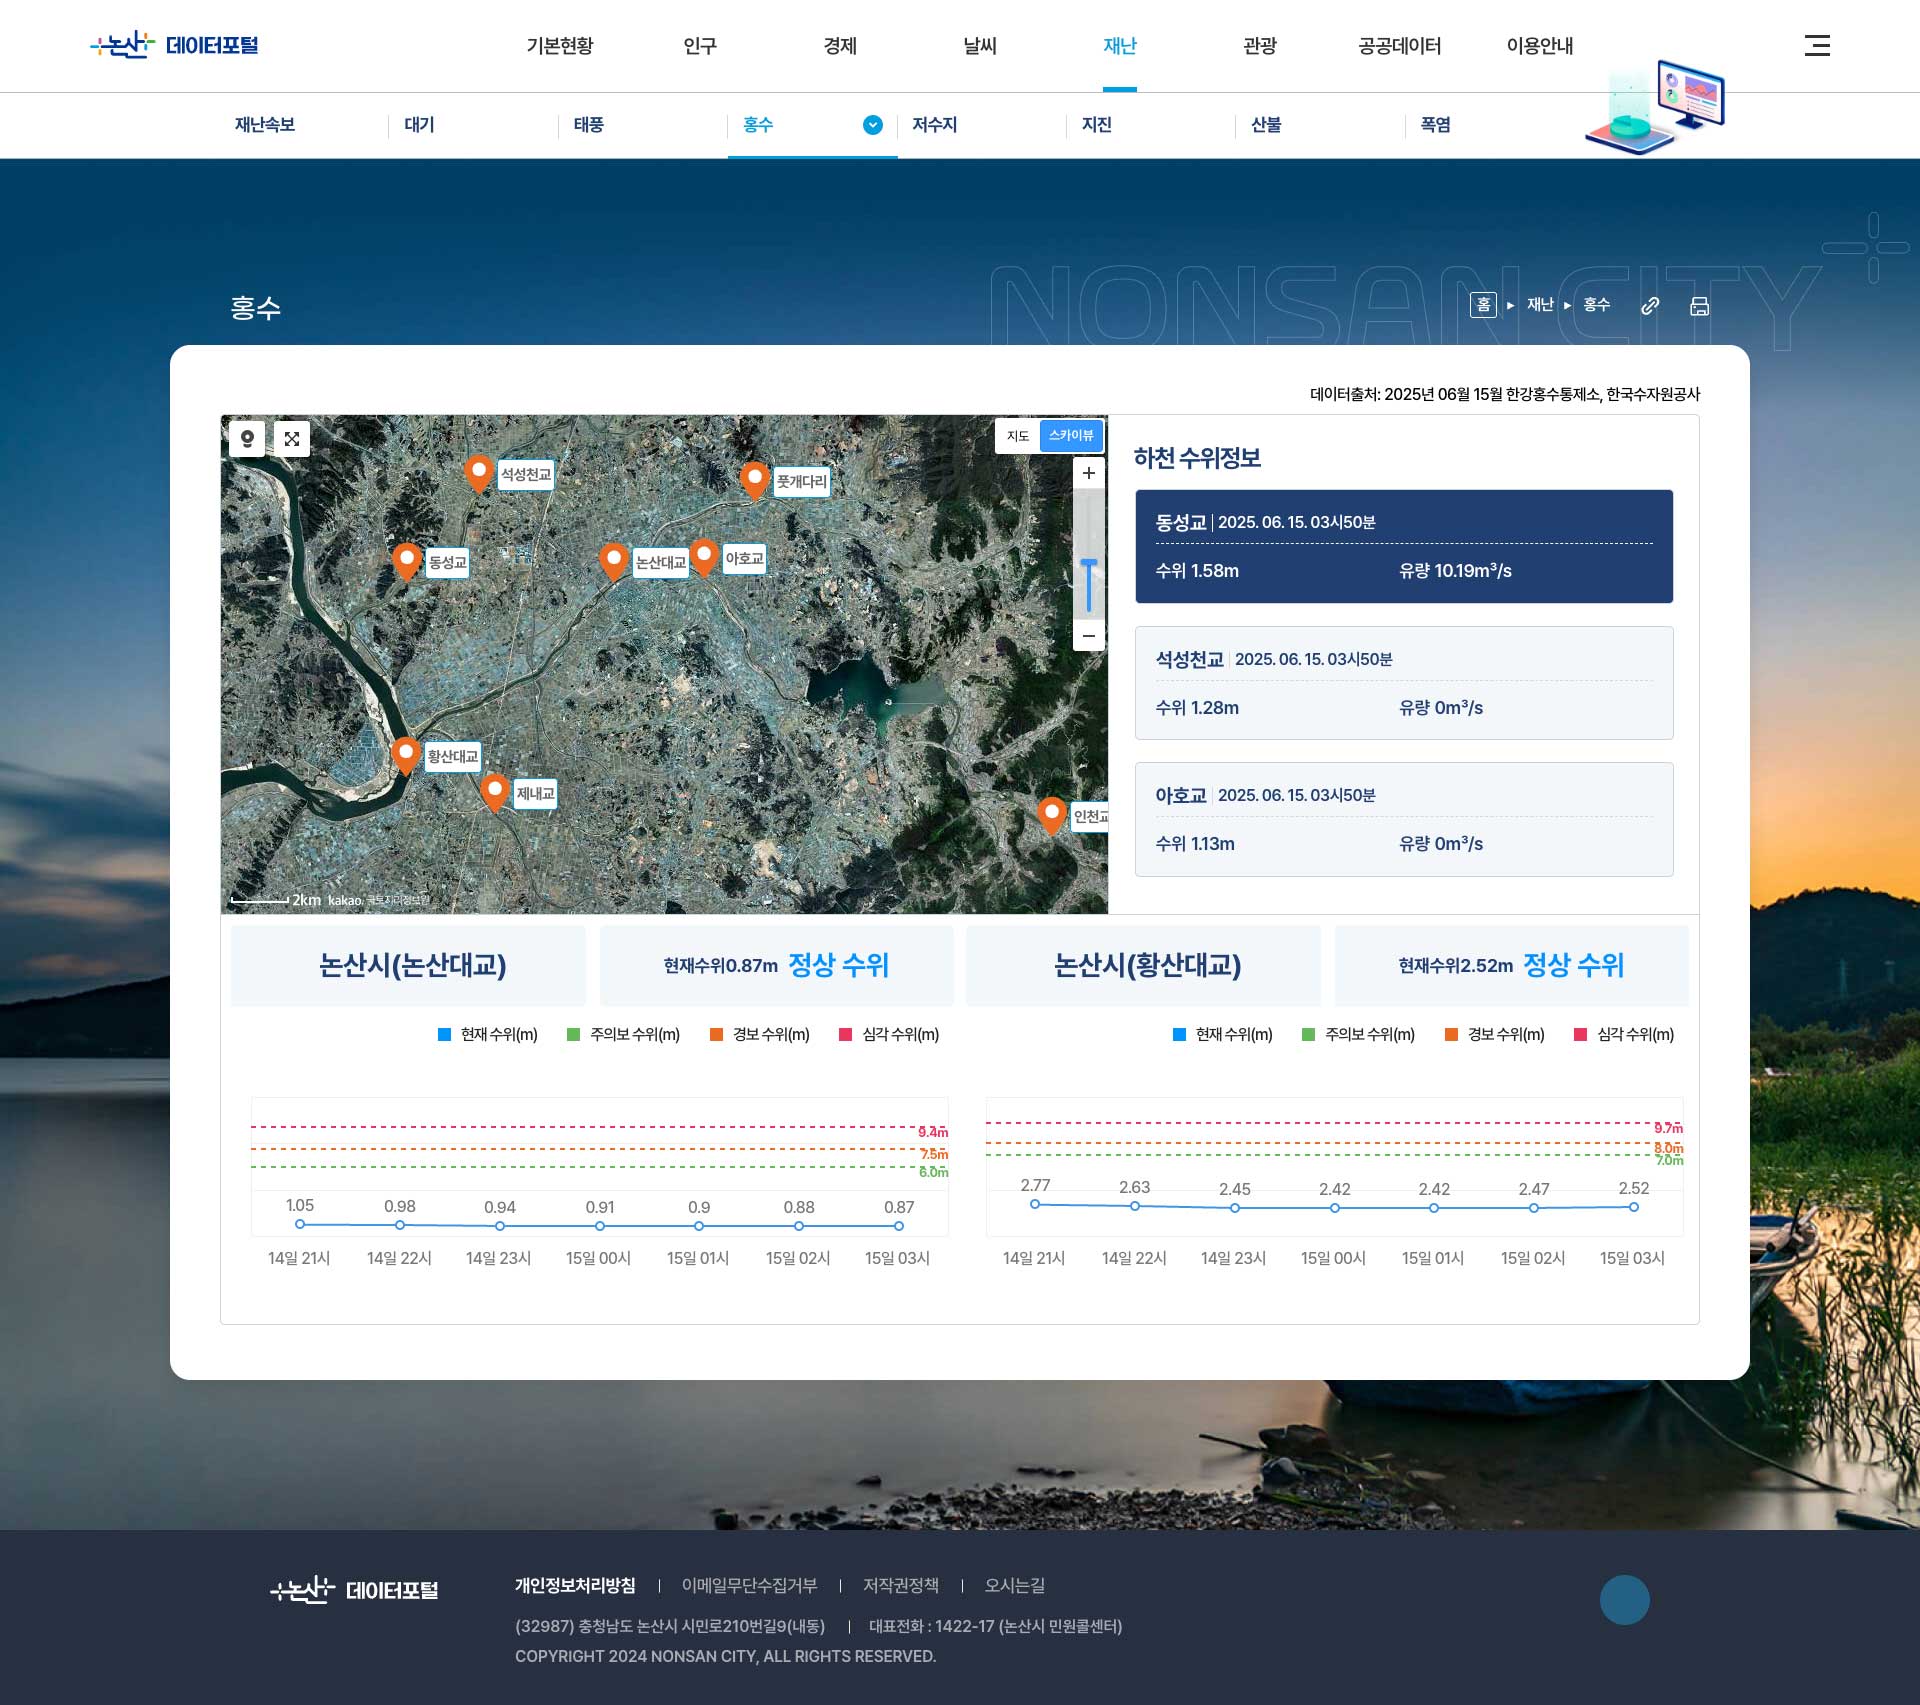 논산 데이터포털
기본현황 인구 경제 날씨 재난 관광 공공데이터 이용안내
재난속보 대기 태풍 홍수 저수지 지진 산불 폭염
NONSAN CITY
홍수
홈 ▶ 재난 ▶ 홍수
데이터출처: 2025년 06월 15월 한강홍수통제소, 한국수자원공사
지도 스카이뷰
석성천교
풋개다리
동성교
논산대교
아호교
황산대교
제내교
인천교
2km kakao. 국토지리정보원
하천 수위정보
동성교 2025. 06. 15. 03시50분
수위 1.58m 유량 10.19m³/s
석성천교 2025. 06. 15. 03시50분
수위 1.28m 유량 0m³/s
아호교 2025. 06. 15. 03시50분
수위 1.13m 유량 0m³/s
논산시(논산대교) 현재수위0.87m 정상 수위
현재 수위(m) 주의보 수위(m) 경보 수위(m) 심각 수위(m)
9.4m
7.5m
6.0m
1.05 0.98 0.94 0.91 0.9 0.88 0.87
14일 21시 14일 22시 14일 23시 15일 00시 15일 01시 15일 02시 15일 03시
논산시(황산대교) 현재수위2.52m 정상 수위
현재 수위(m) 주의보 수위(m) 경보 수위(m) 심각 수위(m)
9.7m
8.0m
7.0m
2.77 2.63 2.45 2.42 2.42 2.47 2.52
14일 21시 14일 22시 14일 23시 15일 00시 15일 01시 15일 02시 15일 03시
논산 데이터포털
개인정보처리방침 이메일무단수집거부 저작권정책 오시는길
(32987) 충청남도 논산시 시민로210번길9(내동) 대표전화 : 1422-17 (논산시 민원콜센터)
COPYRIGHT 2024 NONSAN CITY, ALL RIGHTS RESERVED.